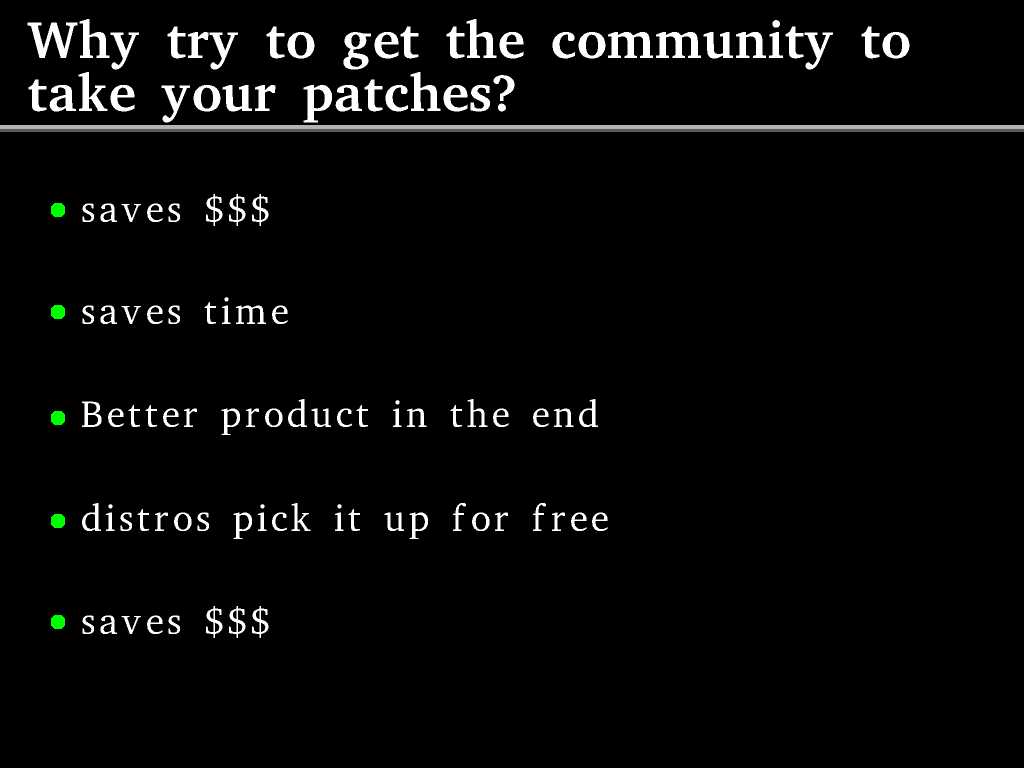 Why try to get the community to
take your patches?
saves $$$
saves time
Better product in the end
distros pick it up for free
saves $$$